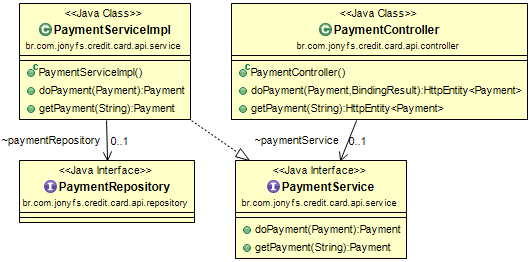 <<Java Class>>
PaymentServiceImpl
br.com.jonyfs.credit.card.api.service
PaymentServiceImpl()
doPayment(Payment):Payment
getPayment(String):Payment
<<Java Class>>
PaymentController
br.com.jonyfs.credit.card.api.controller
PaymentController()
doPayment(Payment,BindingResult):HttpEntity<Payment>
getPayment(String):HttpEntity<Payment>
~paymentRepository
0..1
~paymentService
0..1
<<Java Interface>>
PaymentRepository
br.com.jonyfs.credit.card.api.repository
<<Java Interface>>
PaymentService
br.com.jonyfs.credit.card.api.service
doPayment(Payment):Payment
getPayment(String):Payment